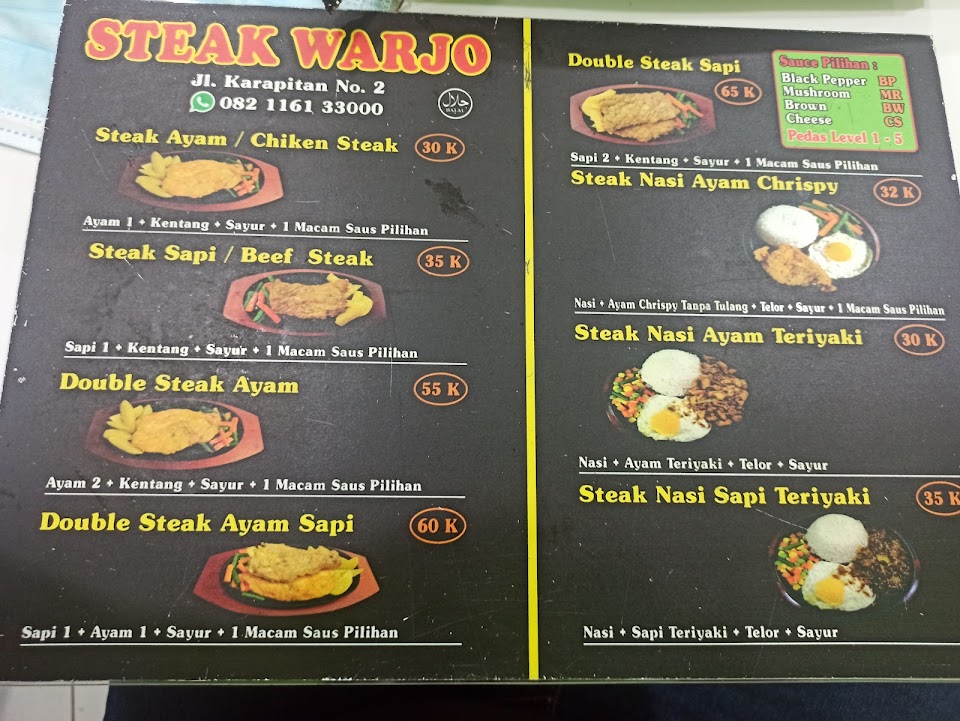 STEAK WARJO
Jl. Karapitan No. 2
082 1161 33000
حلال
HALAL
Steak Ayam / Chiken Steak 30 K
Ayam 1 + Kentang + Sayur + 1 Macam Saus Pilihan
Steak Sapi / Beef Steak 35 K
Sapi 1 + Kentang + Sayur + 1 Macam Saus Pilihan
Double Steak Ayam 55 K
Ayam 2 + Kentang + Sayur + 1 Macam Saus Pilihan
Double Steak Ayam Sapi 60 K
Sapi 1 + Ayam 1 + Sayur + 1 Macam Saus Pilihan
Double Steak Sapi 65 K
Sapi 2 + Kentang + Sayur + 1 Macam Saus Pilihan
Sauce Pilihan :
Black Pepper BP
Mushroom MR
Brown BW
Cheese CS
Pedas Level 1 - 5
Steak Nasi Ayam Chrispy 32 K
Nasi + Ayam Chrispy Tanpa Tulang + Telor + Sayur + 1 Macam Saus Pilihan
Steak Nasi Ayam Teriyaki 30 K
Nasi + Ayam Teriyaki + Telor + Sayur
Steak Nasi Sapi Teriyaki 35 K
Nasi + Sapi Teriyaki + Telor + Sayur